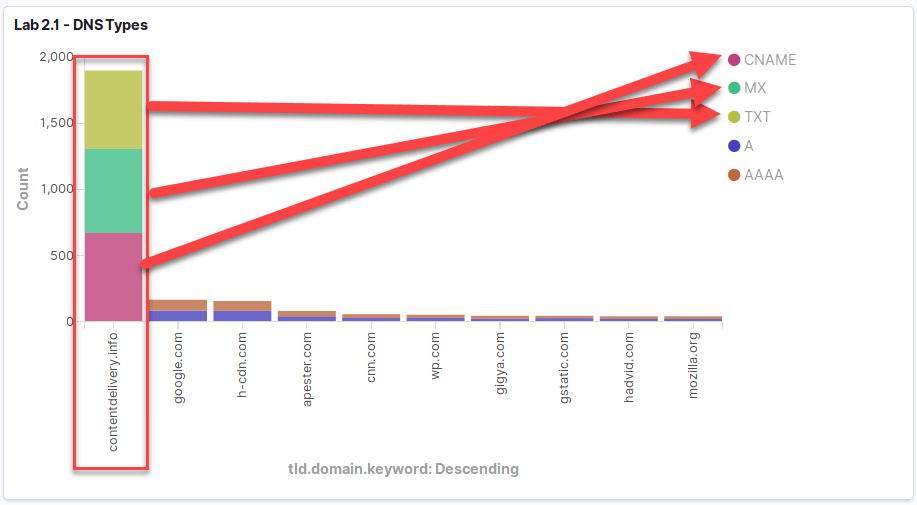 Lab 2.1 - DNS Types
2,000
1,500
1,000
500
0
Count
contentdelivery.info
google.com
h-cdn.com
apester.com
cnn.com
wp.com
gigya.com
gstatic.com
hadvid.com
mozilla.org
tld.domain.keyword: Descending
CNAME
MX
TXT
A
AAAA